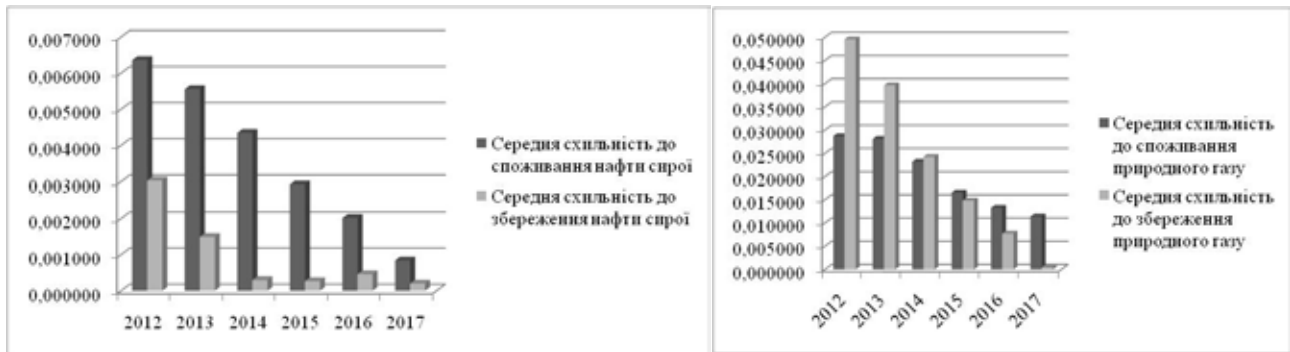 0,007000
0,006000
0,005000
0,004000
0,003000
0,002000
0,001000
0,000000
2012 2013 2014 2015 2016 2017
Середня схильність до
споживання нафти сирої
Середня схильність до
збереження нафти сирої
0,050000
0,045000
0,040000
0,035000
0,030000
0,025000
0,020000
0,015000
0,010000
0,005000
0,000000
2012 2013 2014 2015 2016 2017
Середня схильність
до споживання
природного газу
Середня схильність
до збереження
природного газу